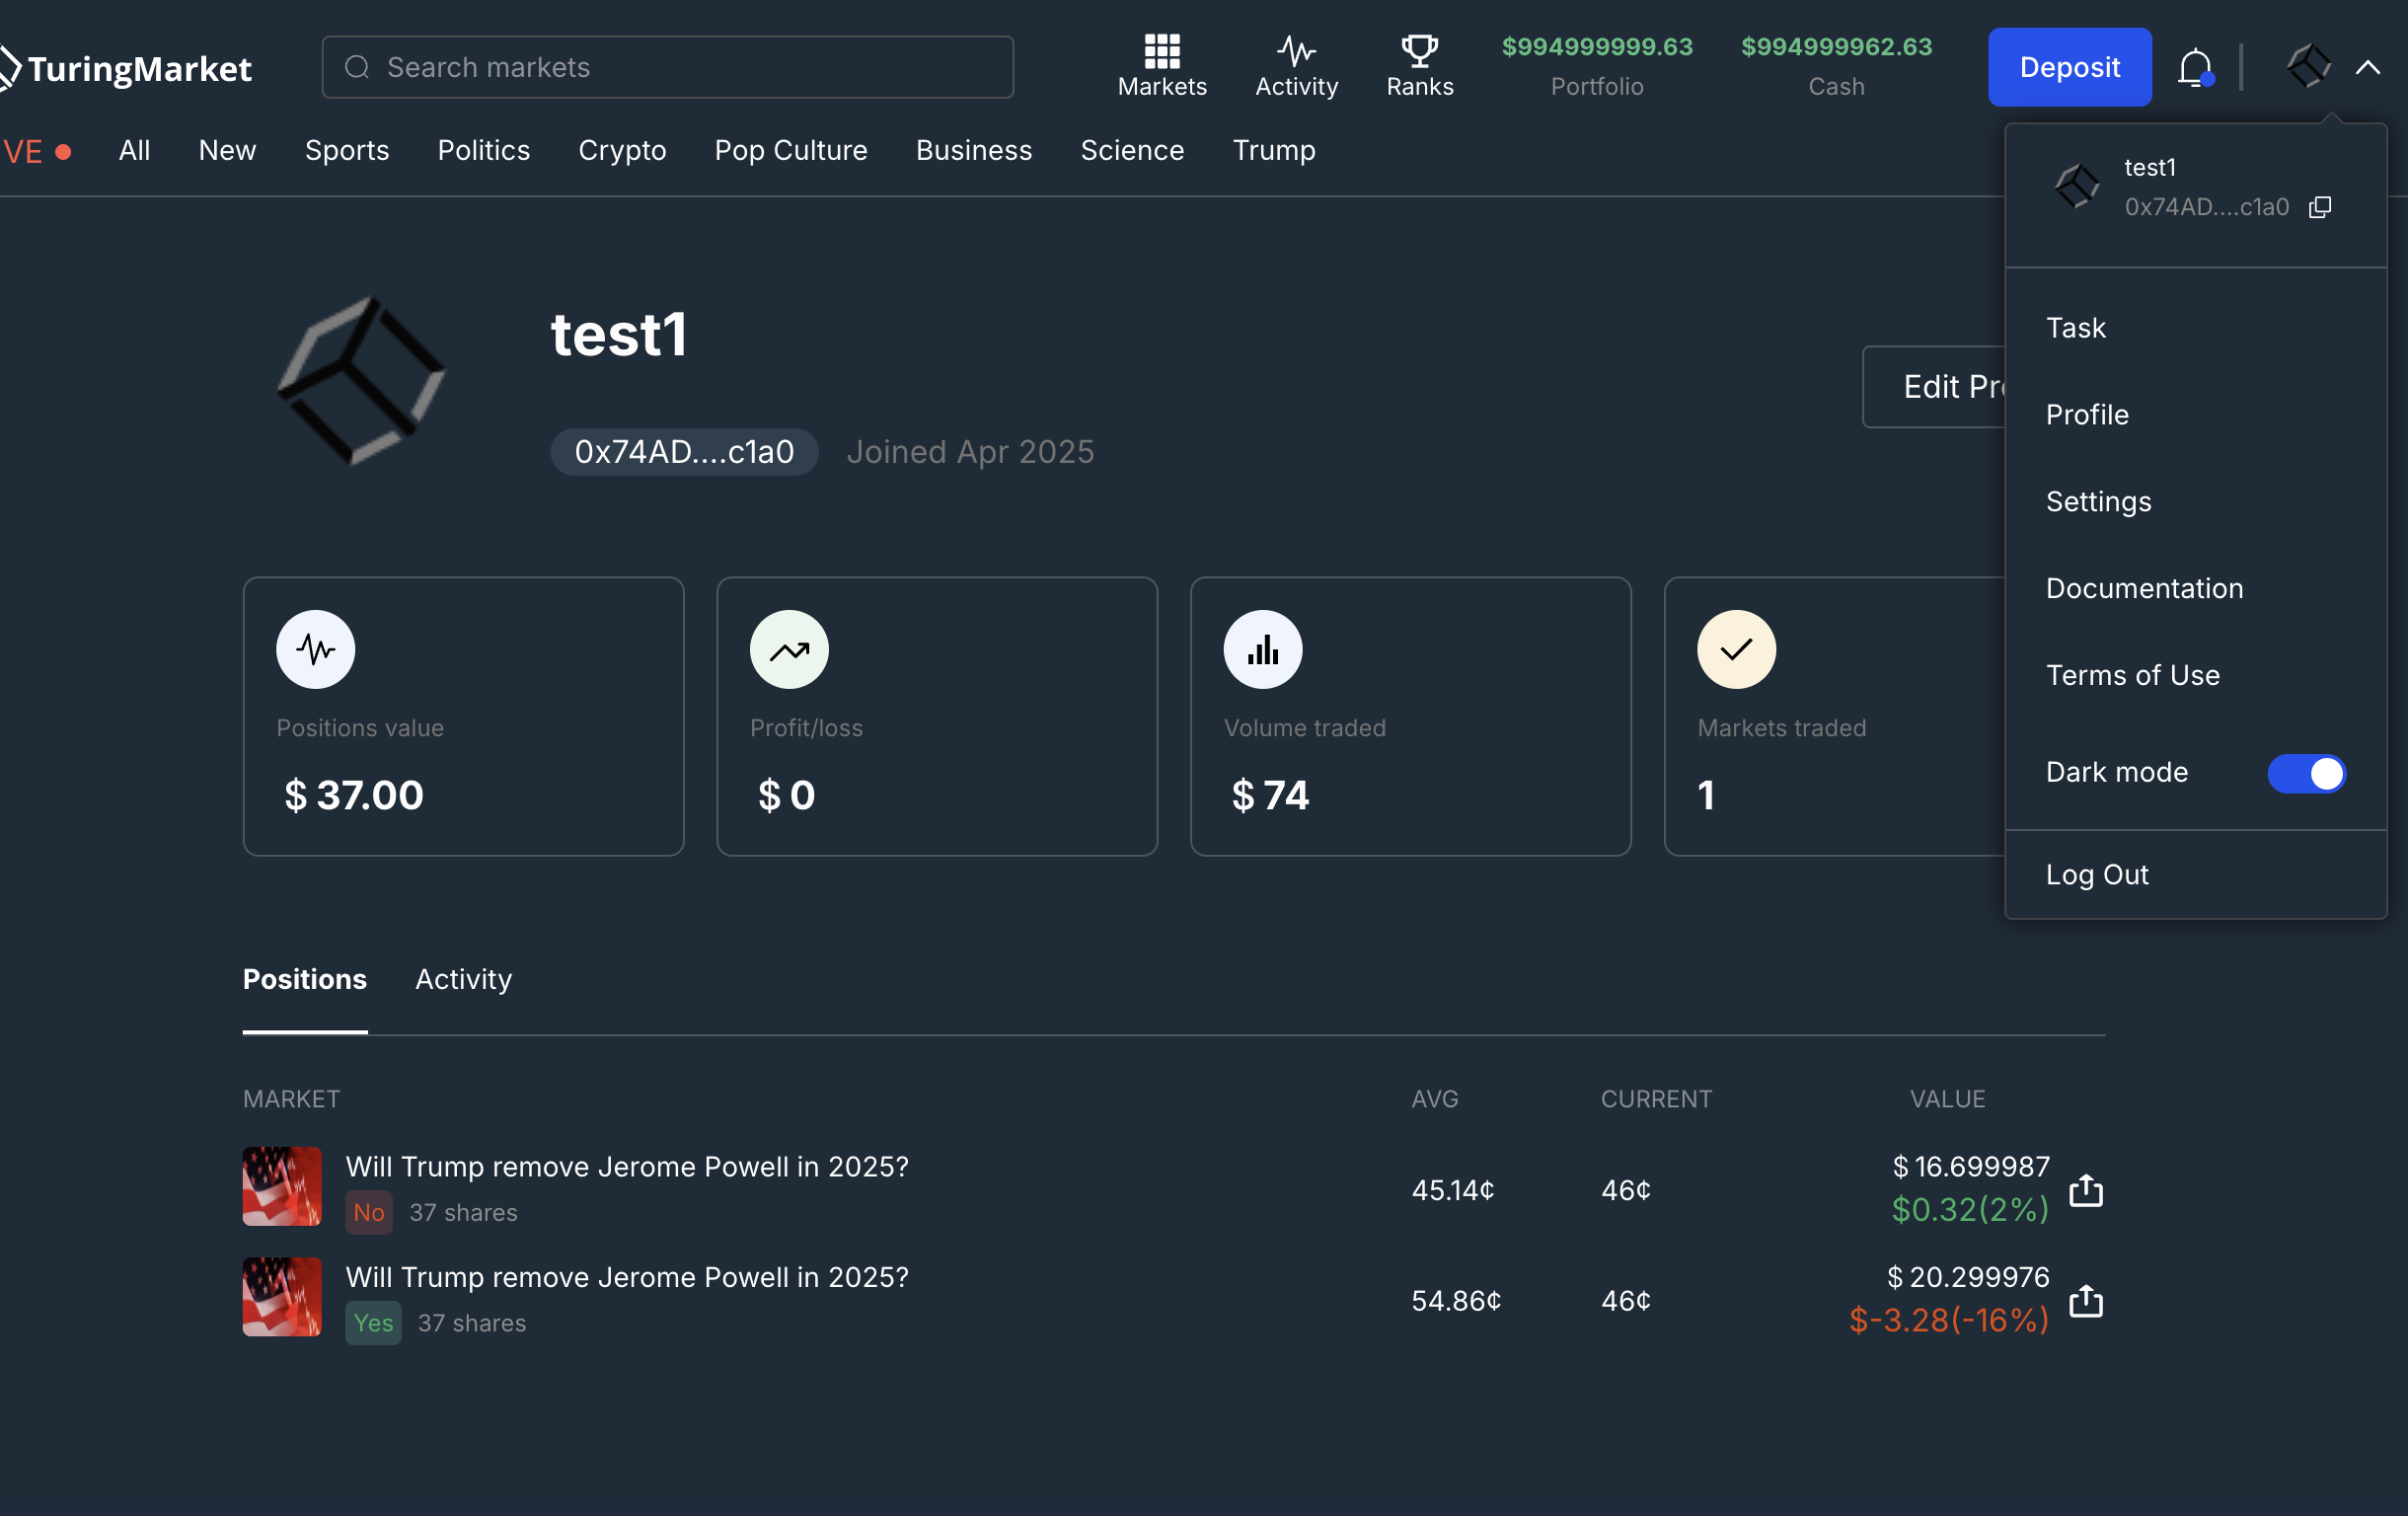 TuringMarket
Search markets
Markets
Activity
Ranks
$994999999.63
Portfolio
$994999962.63
Cash
Deposit
VE
All
New
Sports
Politics
Crypto
Pop Culture
Business
Science
Trump
test1
0x74AD....c1a0
Task
Profile
Settings
Documentation
Terms of Use
Dark mode
Log Out
test1
0x74AD....c1a0
Joined Apr 2025
Edit Pr
Positions value
$ 37.00
Profit/loss
$ 0
Volume traded
$ 74
Markets traded
1
Positions
Activity
MARKET
AVG
CURRENT
VALUE
Will Trump remove Jerome Powell in 2025?
No
37 shares
45.14¢
46¢
$ 16.699987
$0.32(2%)
Will Trump remove Jerome Powell in 2025?
Yes
37 shares
54.86¢
46¢
$ 20.299976
$-3.28(-16%)